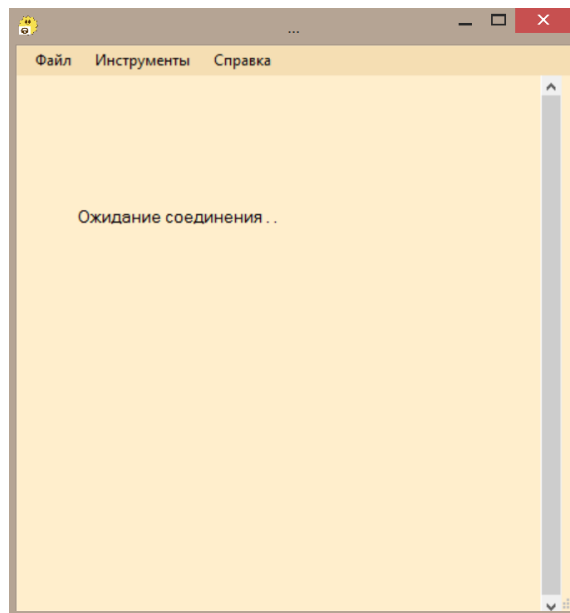 ...
Файл Инструменты Справка
Ожидание соединения . .